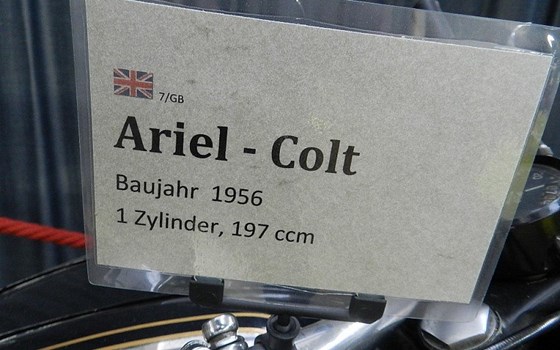 7/GB
Ariel - Colt
Baujahr 1956
1 Zylinder, 197 ccm